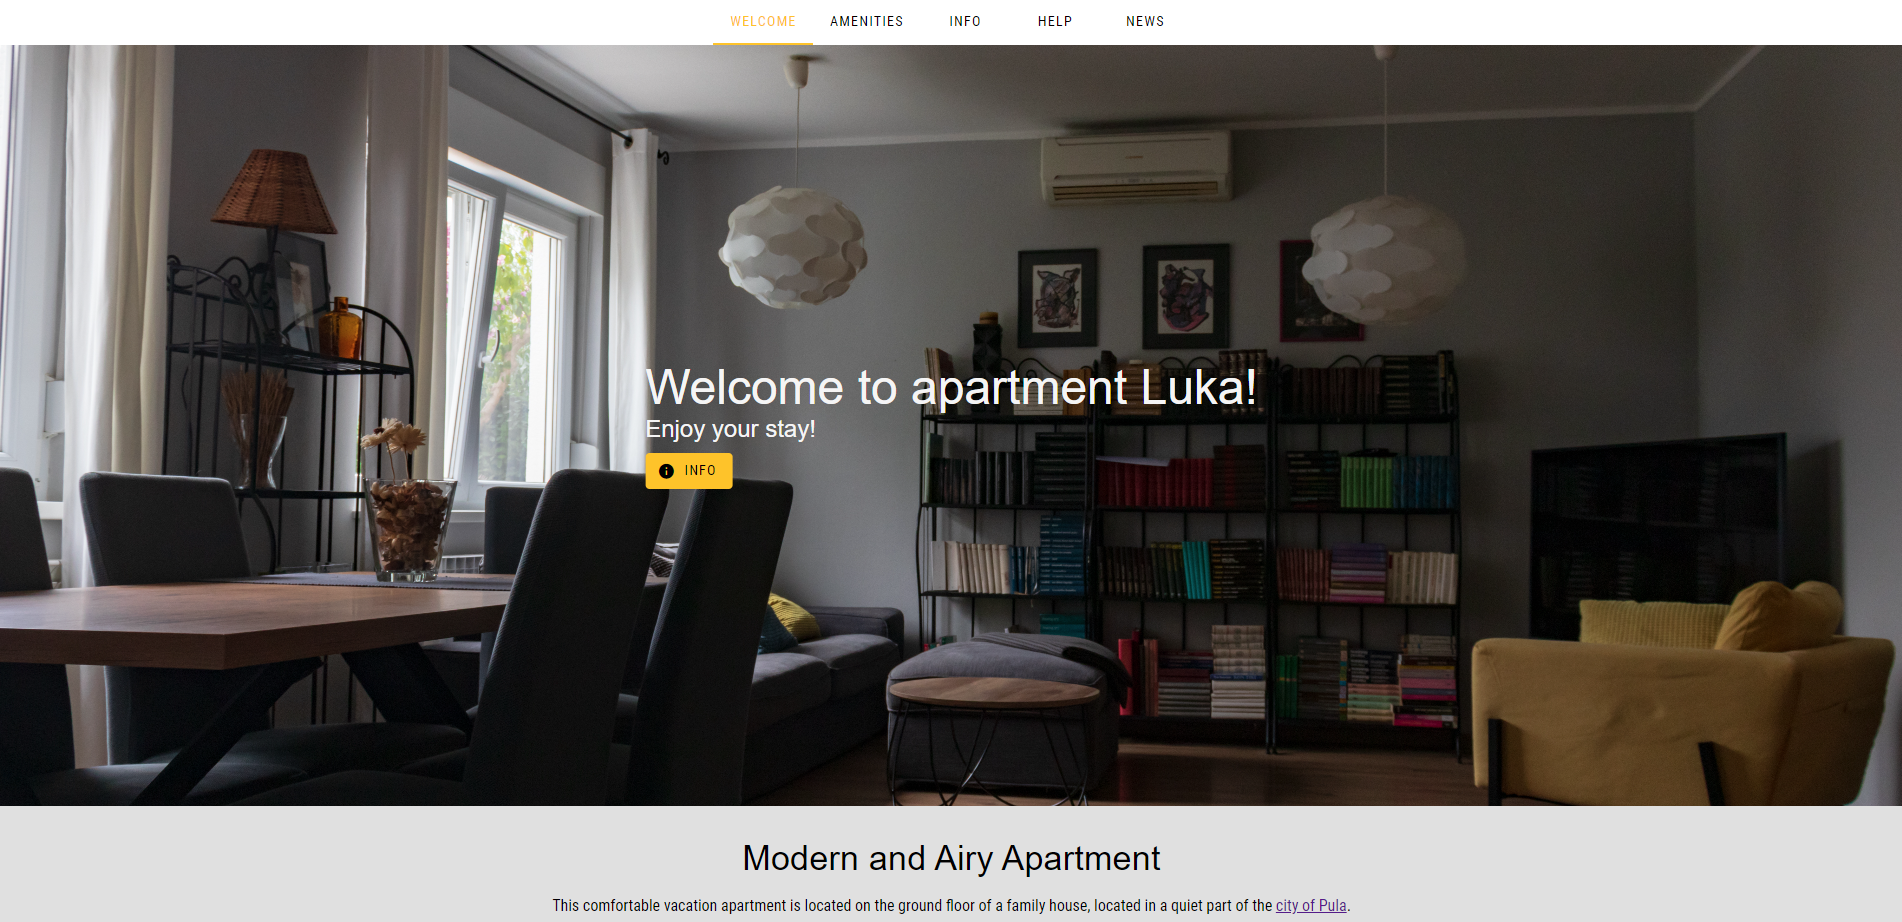 WELCOME AMENITIES INFO HELP NEWS
Welcome to apartment Luka!
Enjoy your stay!
INFO
Modern and Airy Apartment
This comfortable vacation apartment is located on the ground floor of a family house, located in a quiet part of the city of Pula.